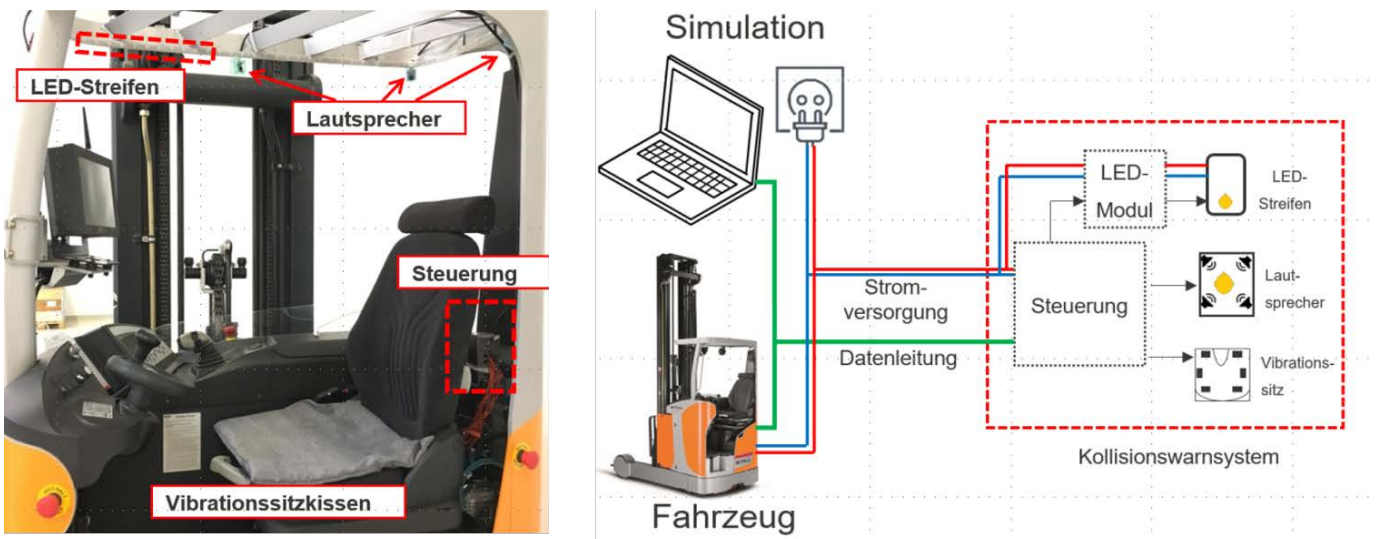 LED-Streifen
Lautsprecher
Steuerung
Vibrationssitzkissen
Simulation
Strom-
versorgung
Datenleitung
Fahrzeug
LED-
Modul
LED-
Streifen
Steuerung
Laut-
sprecher
Vibrations-
sitz
Kollisionswarnsystem